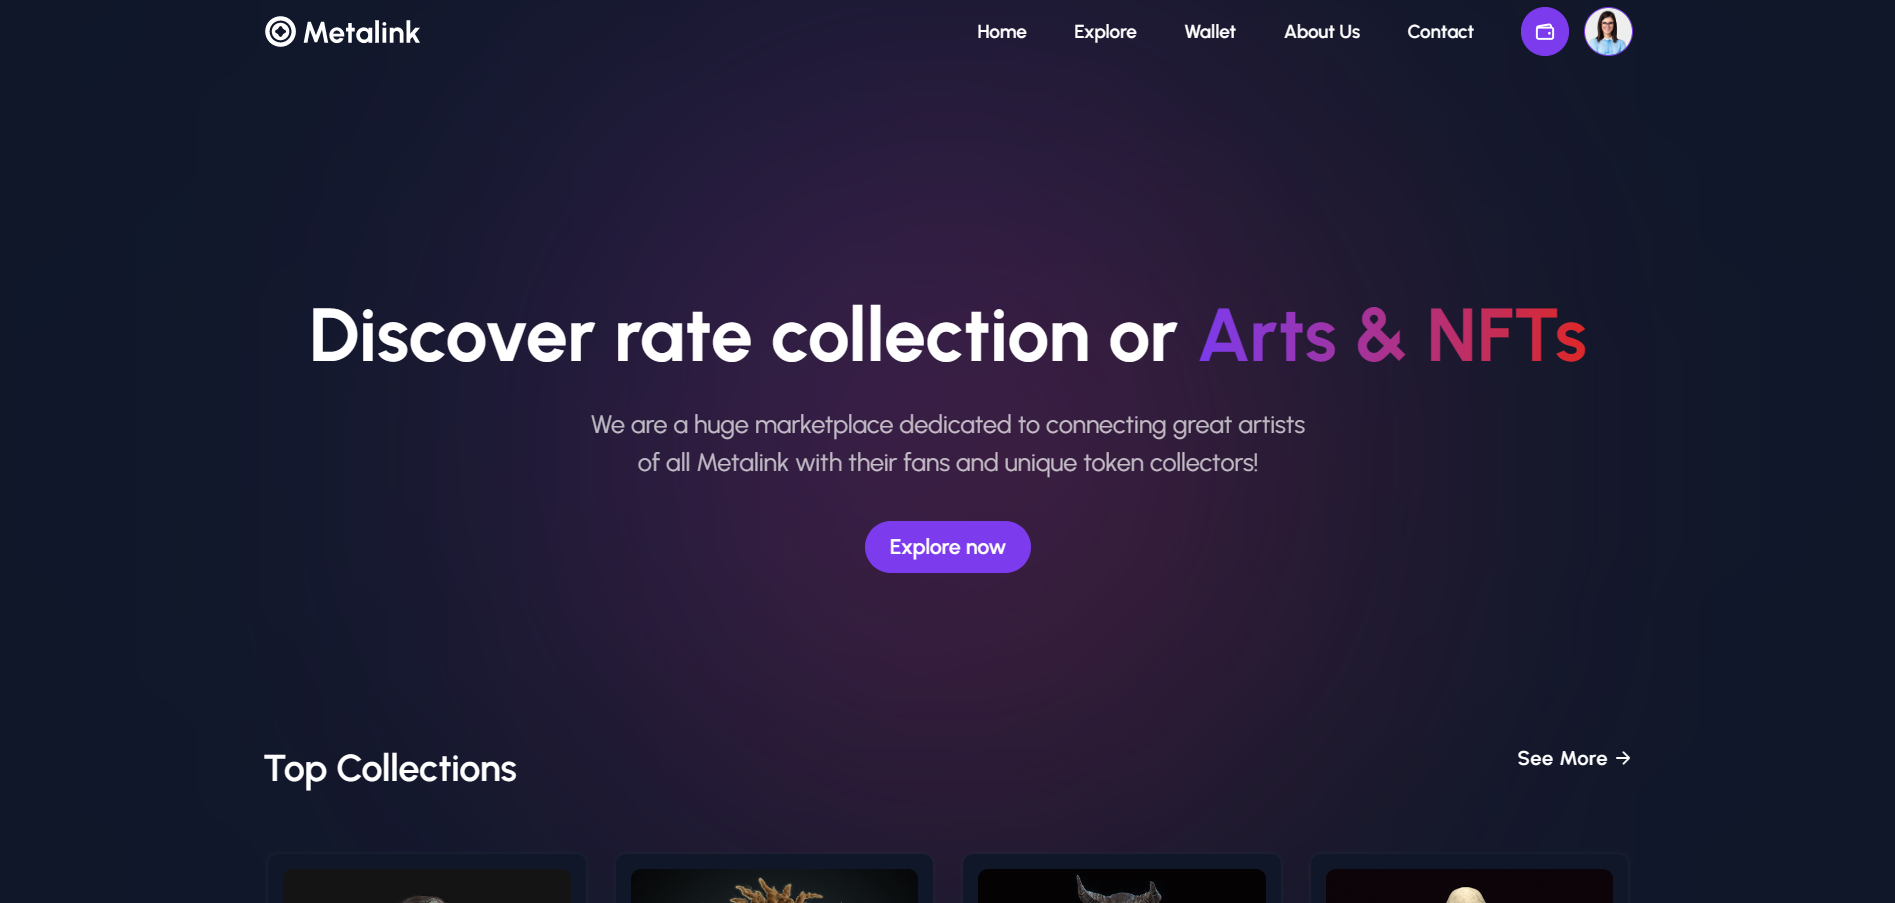 Metalink
Home Explore Wallet About Us Contact
Discover rate collection or Arts & NFTs
We are a huge marketplace dedicated to connecting great artists
of all Metalink with their fans and unique token collectors!
Explore now
Top Collections
See More →